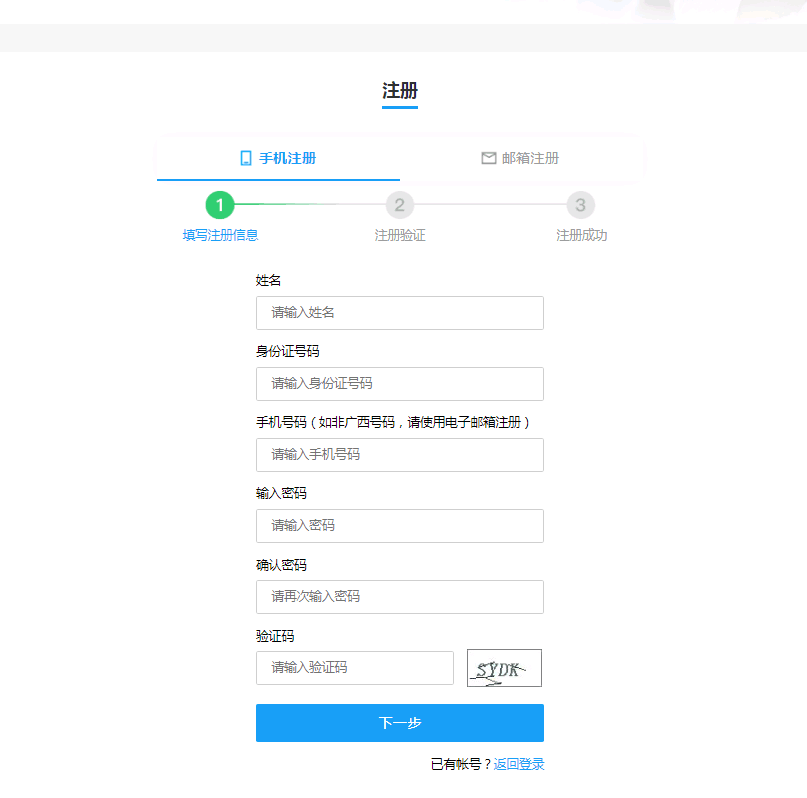 注册
手机注册
邮箱注册
1
2
3
填写注册信息
注册验证
注册成功
姓名
请输入姓名
身份证号码
请输入身份证号码
手机号码（如非广西号码，请使用电子邮箱注册）
请输入手机号码
输入密码
请输入密码
确认密码
请再次输入密码
验证码
请输入验证码
SYDK
下一步
已有帐号？返回登录